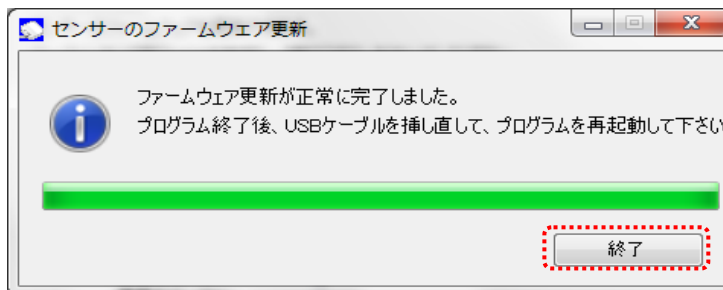 センサーのファームウェア更新
ファームウェア更新が正常に完了しました。
プログラム終了後、USBケーブルを挿し直して、プログラムを再起動して下さい
終了